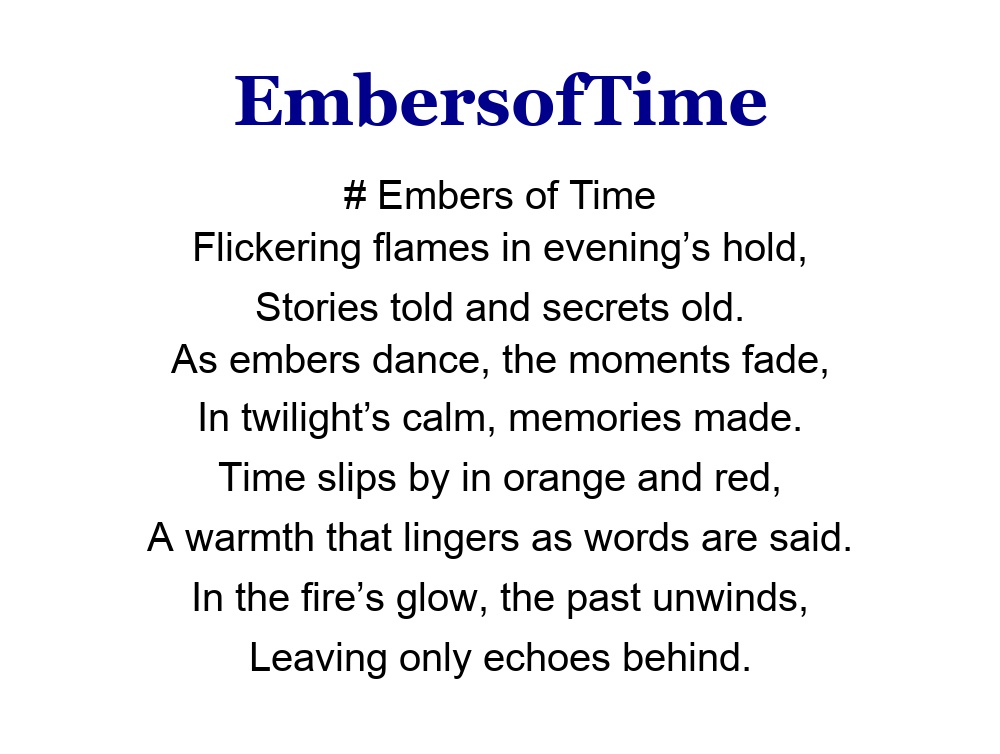 EmbersofTime
# Embers of Time
Flickering flames in evening’s hold,
Stories told and secrets old.
As embers dance, the moments fade,
In twilight’s calm, memories made.
Time slips by in orange and red,
A warmth that lingers as words are said.
In the fire’s glow, the past unwinds,
Leaving only echoes behind.